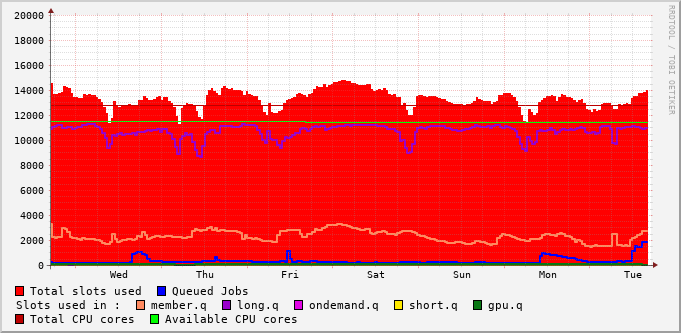 20000
18000
16000
14000
12000
10000
8000
6000
4000
2000
0
Wed Thu Fri Sat Sun Mon Tue
Total slots used Queued Jobs
Slots used in : member.q long.q ondemand.q short.q gpu.q
Total CPU cores Available CPU cores
RRDTOOL / TOBI OETIKER